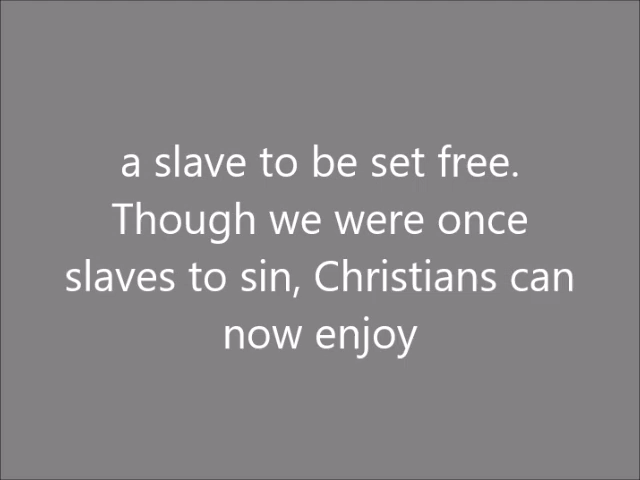 a slave to be set free.
Though we were once
slaves to sin, Christians can
now enjoy